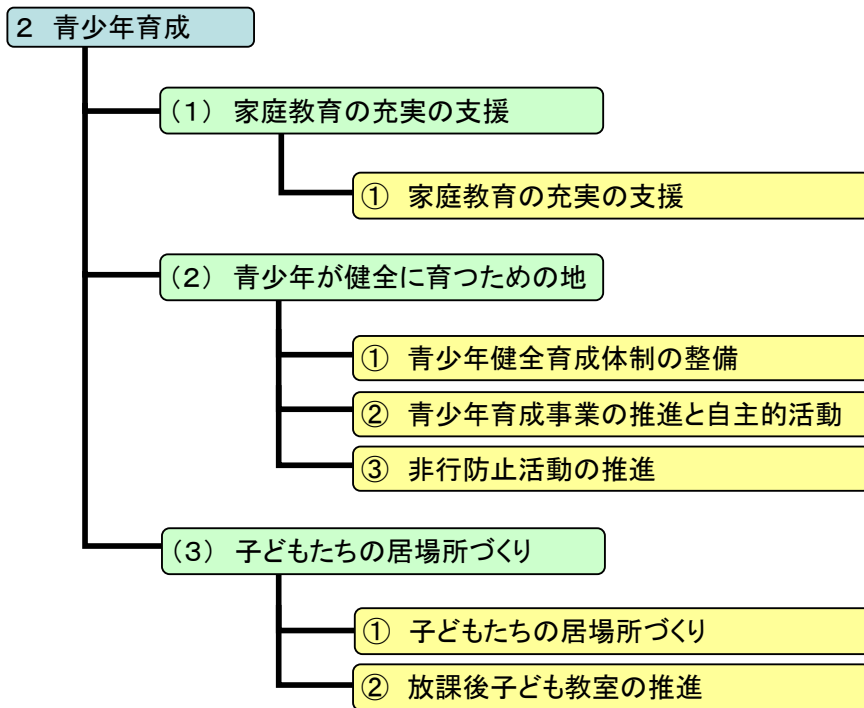 ２ 青少年育成
（１） 家庭教育の充実の支援
① 家庭教育の充実の支援
（２） 青少年が健全に育つための地
① 青少年健全育成体制の整備
② 青少年育成事業の推進と自主的活動
③ 非行防止活動の推進
（３） 子どもたちの居場所づくり
① 子どもたちの居場所づくり
② 放課後子ども教室の推進